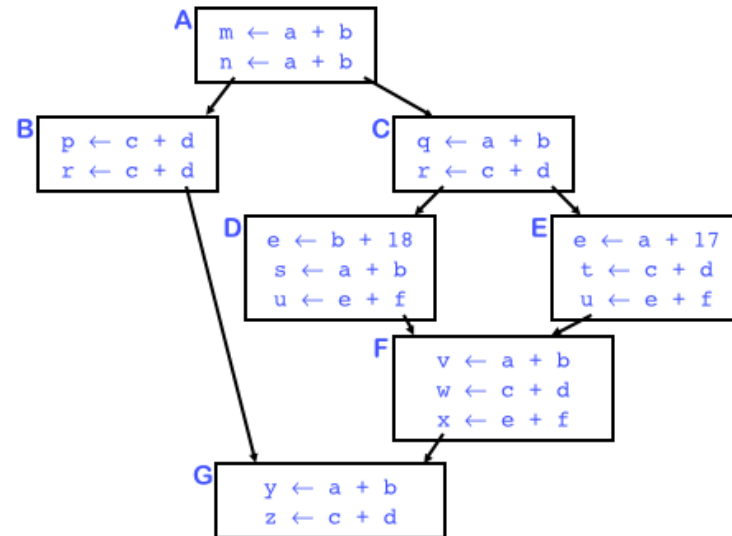 A
m ← a + b
n ← a + b
B
p ← c + d
r ← c + d
C
q ← a + b
r ← c + d
D
e ← b + 18
s ← a + b
u ← e + f
E
e ← a + 17
t ← c + d
u ← e + f
F
v ← a + b
w ← c + d
x ← e + f
G
y ← a + b
z ← c + d